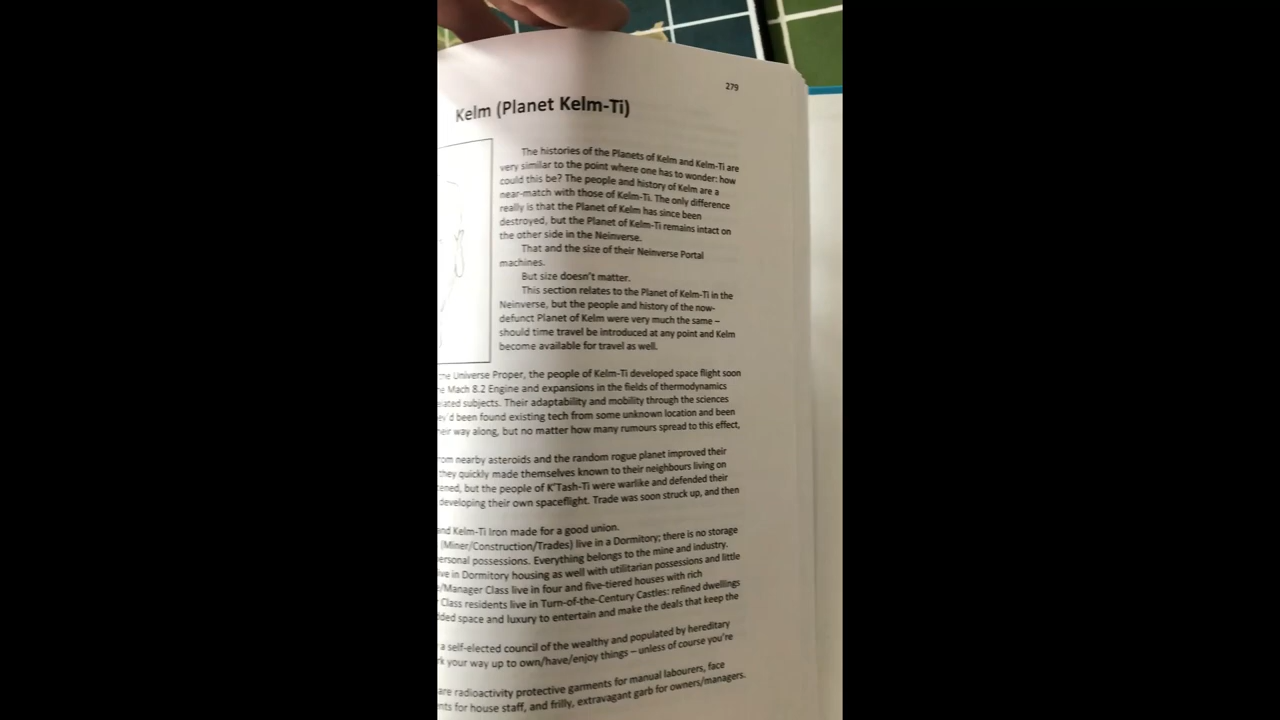 279
Kelm (Planet Kelm-Ti)
The histories of the Planets of Kelm and Kelm-Ti are
very similar to the point where one has to wonder: how
could this be? The people and history of Kelm are a
near-match with those of Kelm-Ti. The only difference
really is that the Planet of Kelm has since been
destroyed, but the Planet of Kelm-Ti remains intact on
the other side in the Neinverse.
That and the size of their Neinverse Portal
machines.
But size doesn't matter.
This section relates to the Planet of Kelm-Ti in the
Neinverse, but the people and history of the now-
defunct Planet of Kelm were very much the same –
should time travel be introduced at any point and Kelm
become available for travel as well.
Universe Proper, the people of Kelm-Ti developed space flight soon
Mach 8.2 Engine and expansions in the fields of thermodynamics
subjects. Their adaptability and mobility through the sciences
been found existing tech from some unknown location and been
way along, but no matter how many rumours spread to this effect,
nearby asteroids and the random rogue planet improved their
they quickly made themselves known to their neighbours living on
but the people of K'Tash-Ti were warlike and defended their
developing their own spaceflight. Trade was soon struck up, and then
and Kelm-Ti Iron made for a good union.
(Miner/Construction/Trades) live in a Dormitory; there is no storage
personal possessions. Everything belongs to the mine and industry.
in Dormitory housing as well with utilitarian possessions and little
/Manager Class live in four and five-tiered houses with rich
Class residents live in Turn-of-the-Century Castles: refined dwellings
space and luxury to entertain and make the deals that keep the
a self-elected council of the wealthy and populated by hereditary
your way up to own/have/enjoy things – unless of course you're
are radioactivity protective garments for manual labourers, face
for house staff, and frilly, extravagant garb for owners/managers.